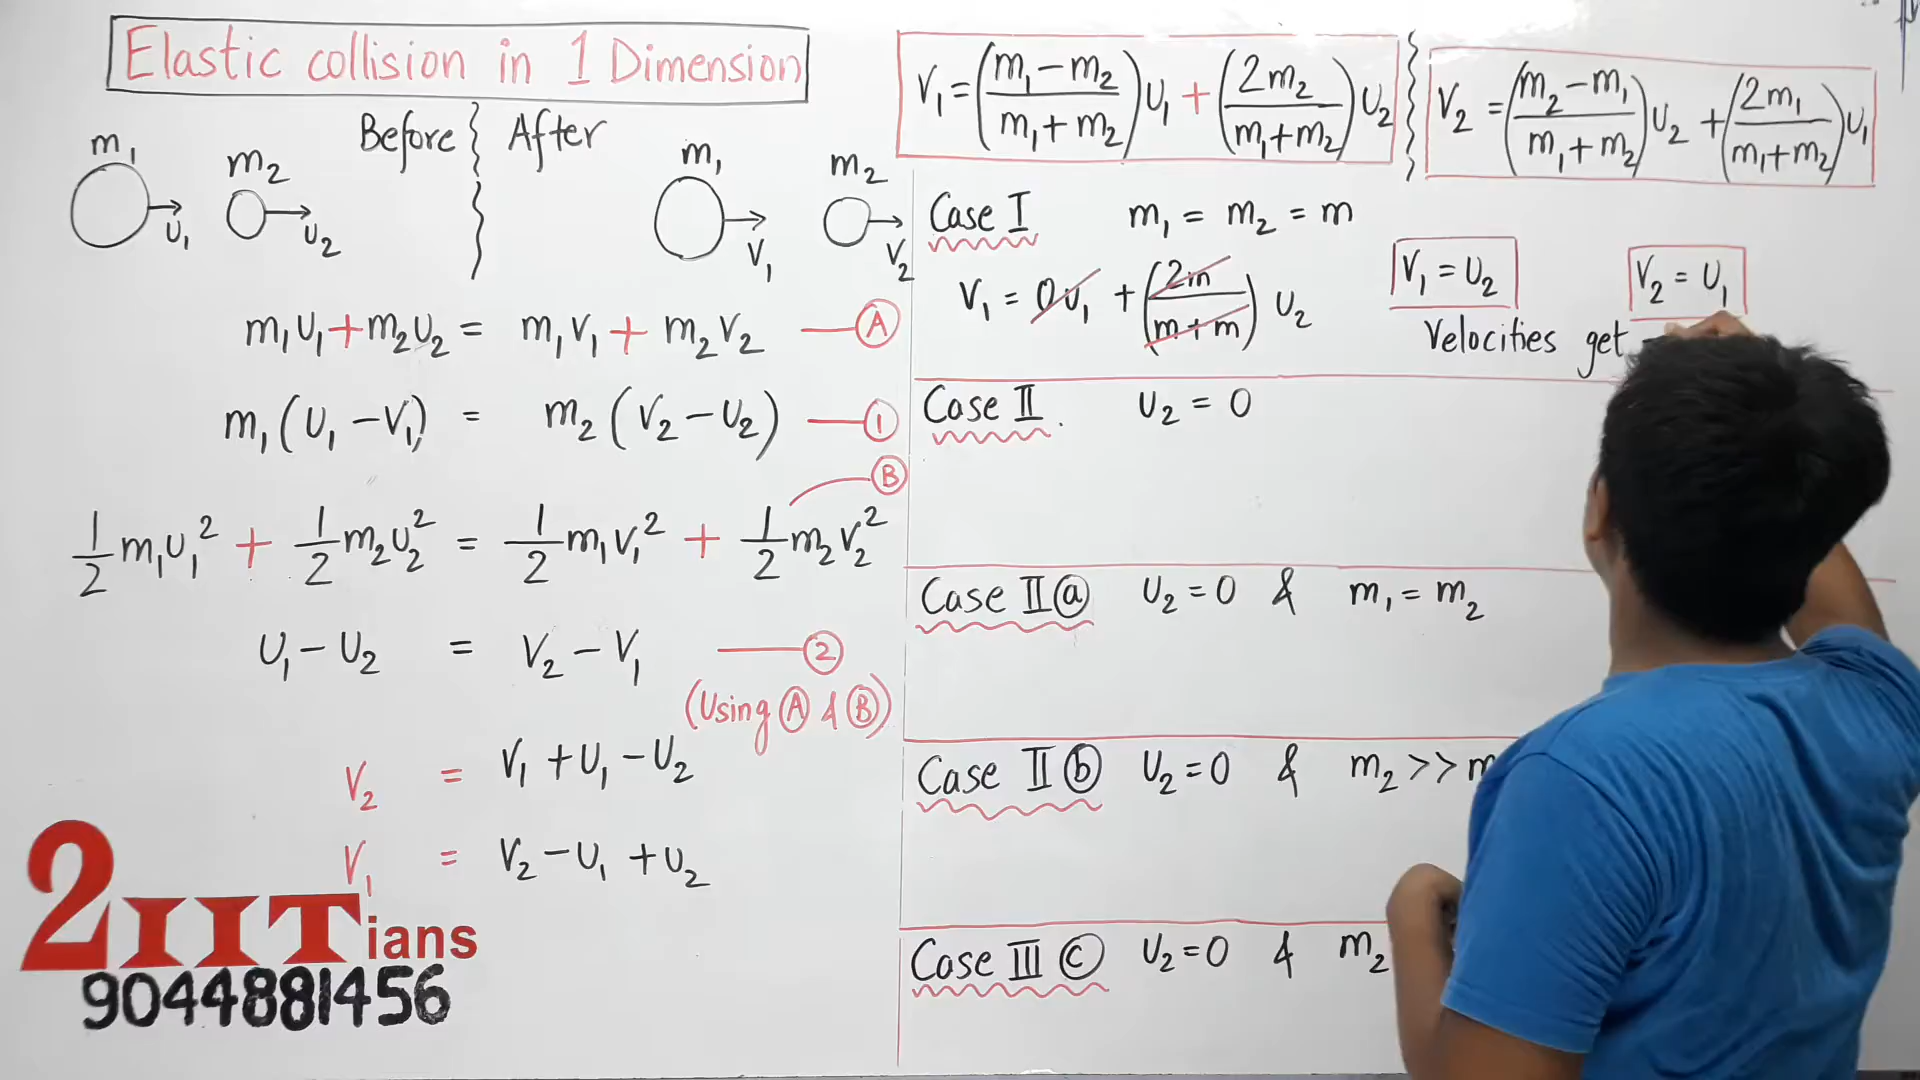 Elastic collision in 1 Dimension
Before
After
m₁
m₂
m₁
m₂
U₁
U₂
V₁
V₂
m₁U₁ + m₂U₂ = m₁V₁ + m₂V₂ — Ⓐ
m₁(U₁ − V₁) = m₂(V₂ − U₂) — ①
Ⓑ
1/2 m₁U₁² + 1/2 m₂U₂² = 1/2 m₁V₁² + 1/2 m₂V₂²
U₁ − U₂ = V₂ − V₁ — ②
(Using Ⓐ & Ⓑ)
V₂ = V₁ + U₁ − U₂
V₁ = V₂ − U₁ + U₂
2IITians
9044881456
V₁ = ((m₁ − m₂)/(m₁ + m₂)) U₁ + (2m₂/(m₁ + m₂)) U₂
V₂ = ((m₂ − m₁)/(m₁ + m₂)) U₂ + (2m₁/(m₁ + m₂)) U₁
Case I m₁ = m₂ = m
V₁ = 0U₁ + (2m/(m + m)) U₂
V₁ = U₂
V₂ = U₁
Velocities get
Case II. U₂ = 0
Case II ⓐ U₂ = 0 & m₁ = m₂
Case II ⓑ U₂ = 0 & m₂ >> m
Case III ⓒ U₂ = 0 & m₂